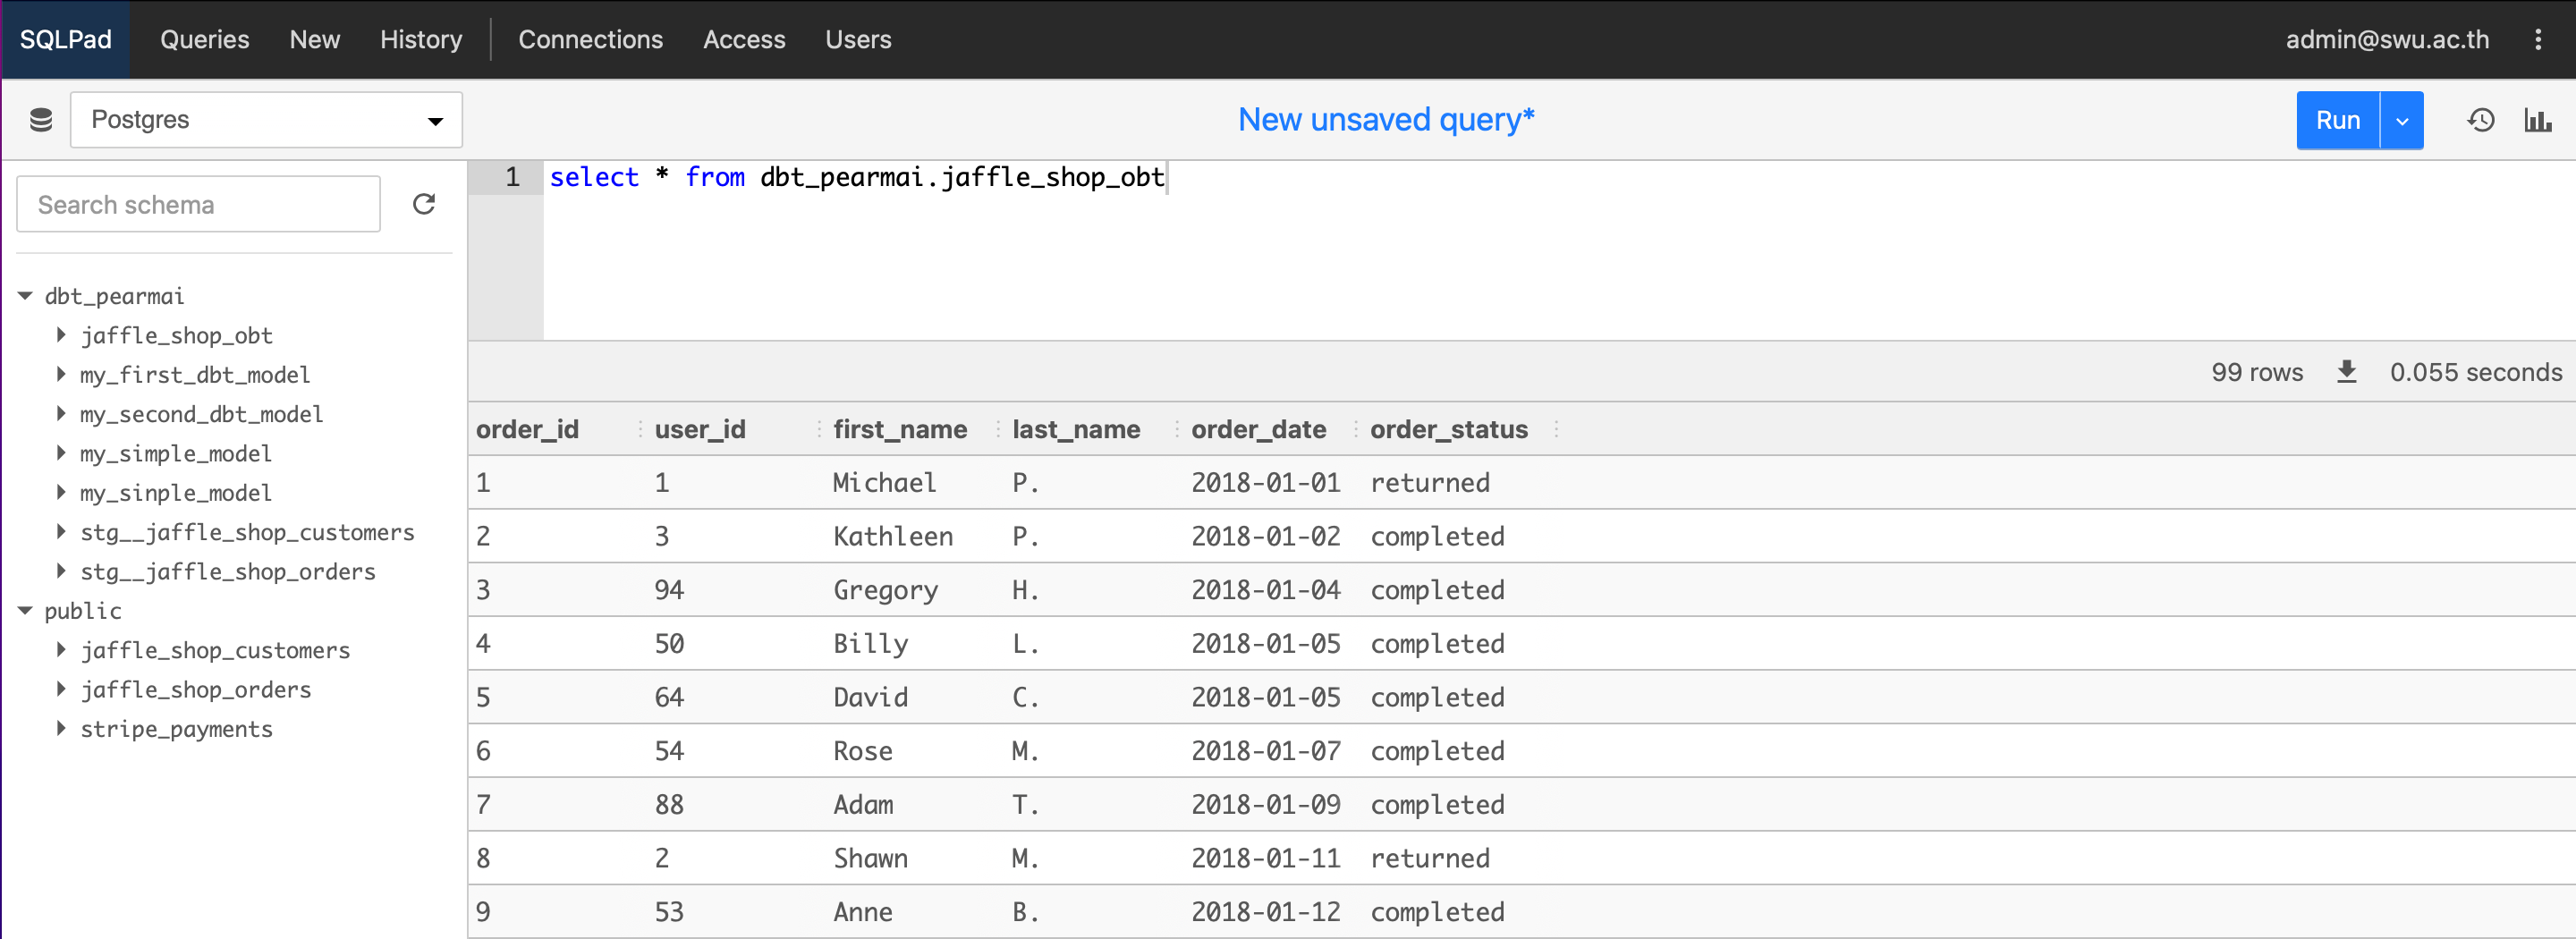 SQLPad Queries New History Connections Access Users admin@swu.ac.th
Postgres New unsaved query* Run
Search schema
1 select * from dbt_pearmai.jaffle_shop_obt
dbt_pearmai
jaffle_shop_obt
my_first_dbt_model
my_second_dbt_model
my_simple_model
my_sinple_model
stg__jaffle_shop_customers
stg__jaffle_shop_orders
public
jaffle_shop_customers
jaffle_shop_orders
stripe_payments
99 rows 0.055 seconds
order_id user_id first_name last_name order_date order_status
1 1 Michael P. 2018-01-01 returned
2 3 Kathleen P. 2018-01-02 completed
3 94 Gregory H. 2018-01-04 completed
4 50 Billy L. 2018-01-05 completed
5 64 David C. 2018-01-05 completed
6 54 Rose M. 2018-01-07 completed
7 88 Adam T. 2018-01-09 completed
8 2 Shawn M. 2018-01-11 returned
9 53 Anne B. 2018-01-12 completed